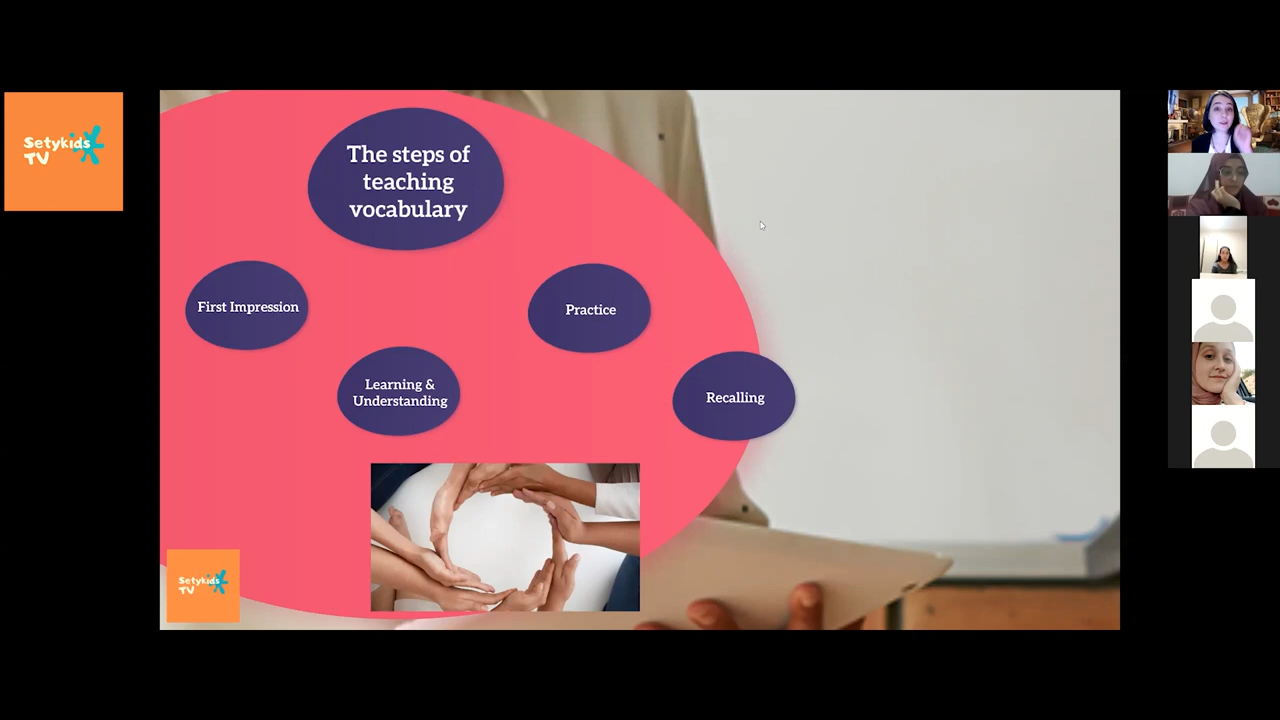 Setykids
TV
The steps of
teaching
vocabulary
First Impression
Practice
Learning &
Understanding
Recalling
Setykids
TV